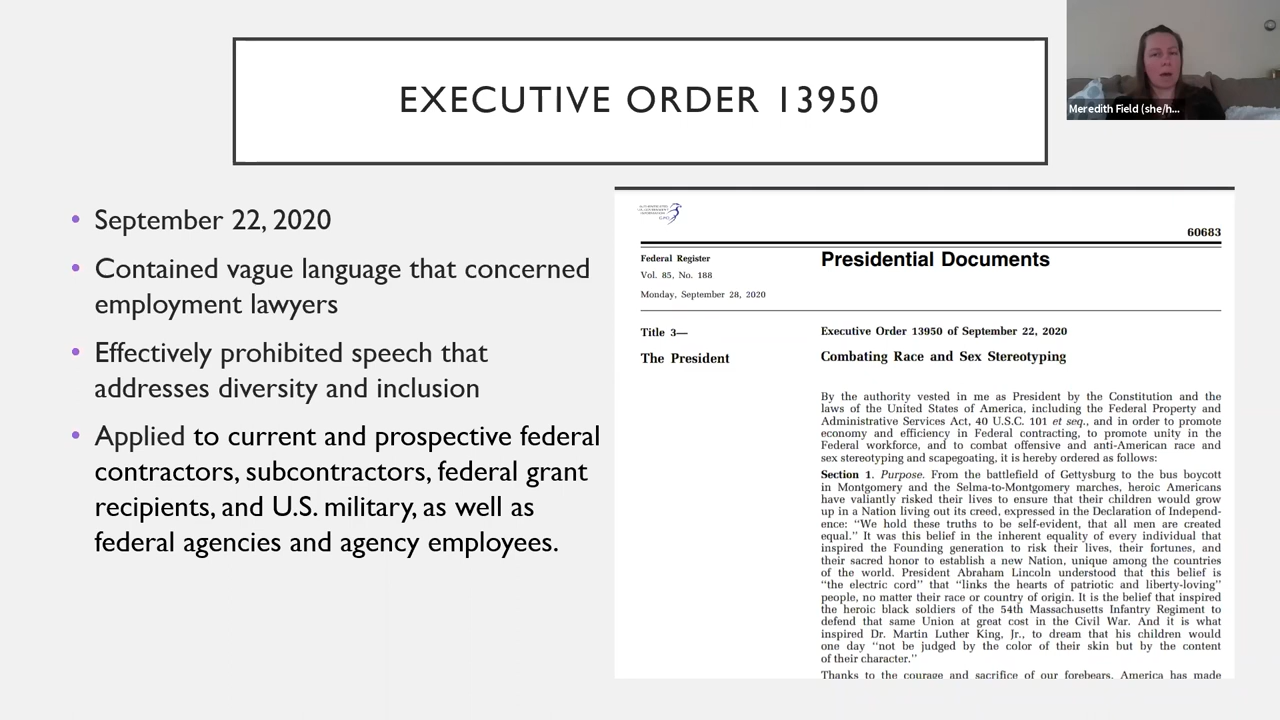 EXECUTIVE ORDER 13950
Meredith Field (she/h...
• September 22, 2020
• Contained vague language that concerned
employment lawyers
• Effectively prohibited speech that
addresses diversity and inclusion
• Applied to current and prospective federal
contractors, subcontractors, federal grant
recipients, and U.S. military, as well as
federal agencies and agency employees.
GPO
60683
Federal Register
Vol. 85, No. 188
Monday, September 28, 2020
Presidential Documents
Title 3—
The President
Executive Order 13950 of September 22, 2020
Combating Race and Sex Stereotyping
By the authority vested in me as President by the Constitution and the
laws of the United States of America, including the Federal Property and
Administrative Services Act, 40 U.S.C. 101 et seq., and in order to promote
economy and efficiency in Federal contracting, to promote unity in the
Federal workforce, and to combat offensive and anti-American race and
sex stereotyping and scapegoating, it is hereby ordered as follows:
Section 1. Purpose. From the battlefield of Gettysburg to the bus boycott
in Montgomery and the Selma-to-Montgomery marches, heroic Americans
have valiantly risked their lives to ensure that their children would grow
up in a Nation living out its creed, expressed in the Declaration of Independ-
ence: “We hold these truths to be self-evident, that all men are created
equal.” It was this belief in the inherent equality of every individual that
inspired the Founding generation to risk their lives, their fortunes, and
their sacred honor to establish a new Nation, unique among the countries
of the world. President Abraham Lincoln understood that this belief is
“the electric cord” that “links the hearts of patriotic and liberty-loving”
people, no matter their race or country of origin. It is the belief that inspired
the heroic black soldiers of the 54th Massachusetts Infantry Regiment to
defend that same Union at great cost in the Civil War. And it is what
inspired Dr. Martin Luther King, Jr., to dream that his children would
one day “not be judged by the color of their skin but by the content
of their character.”
Thanks to the courage and sacrifice of our forebears, America has made